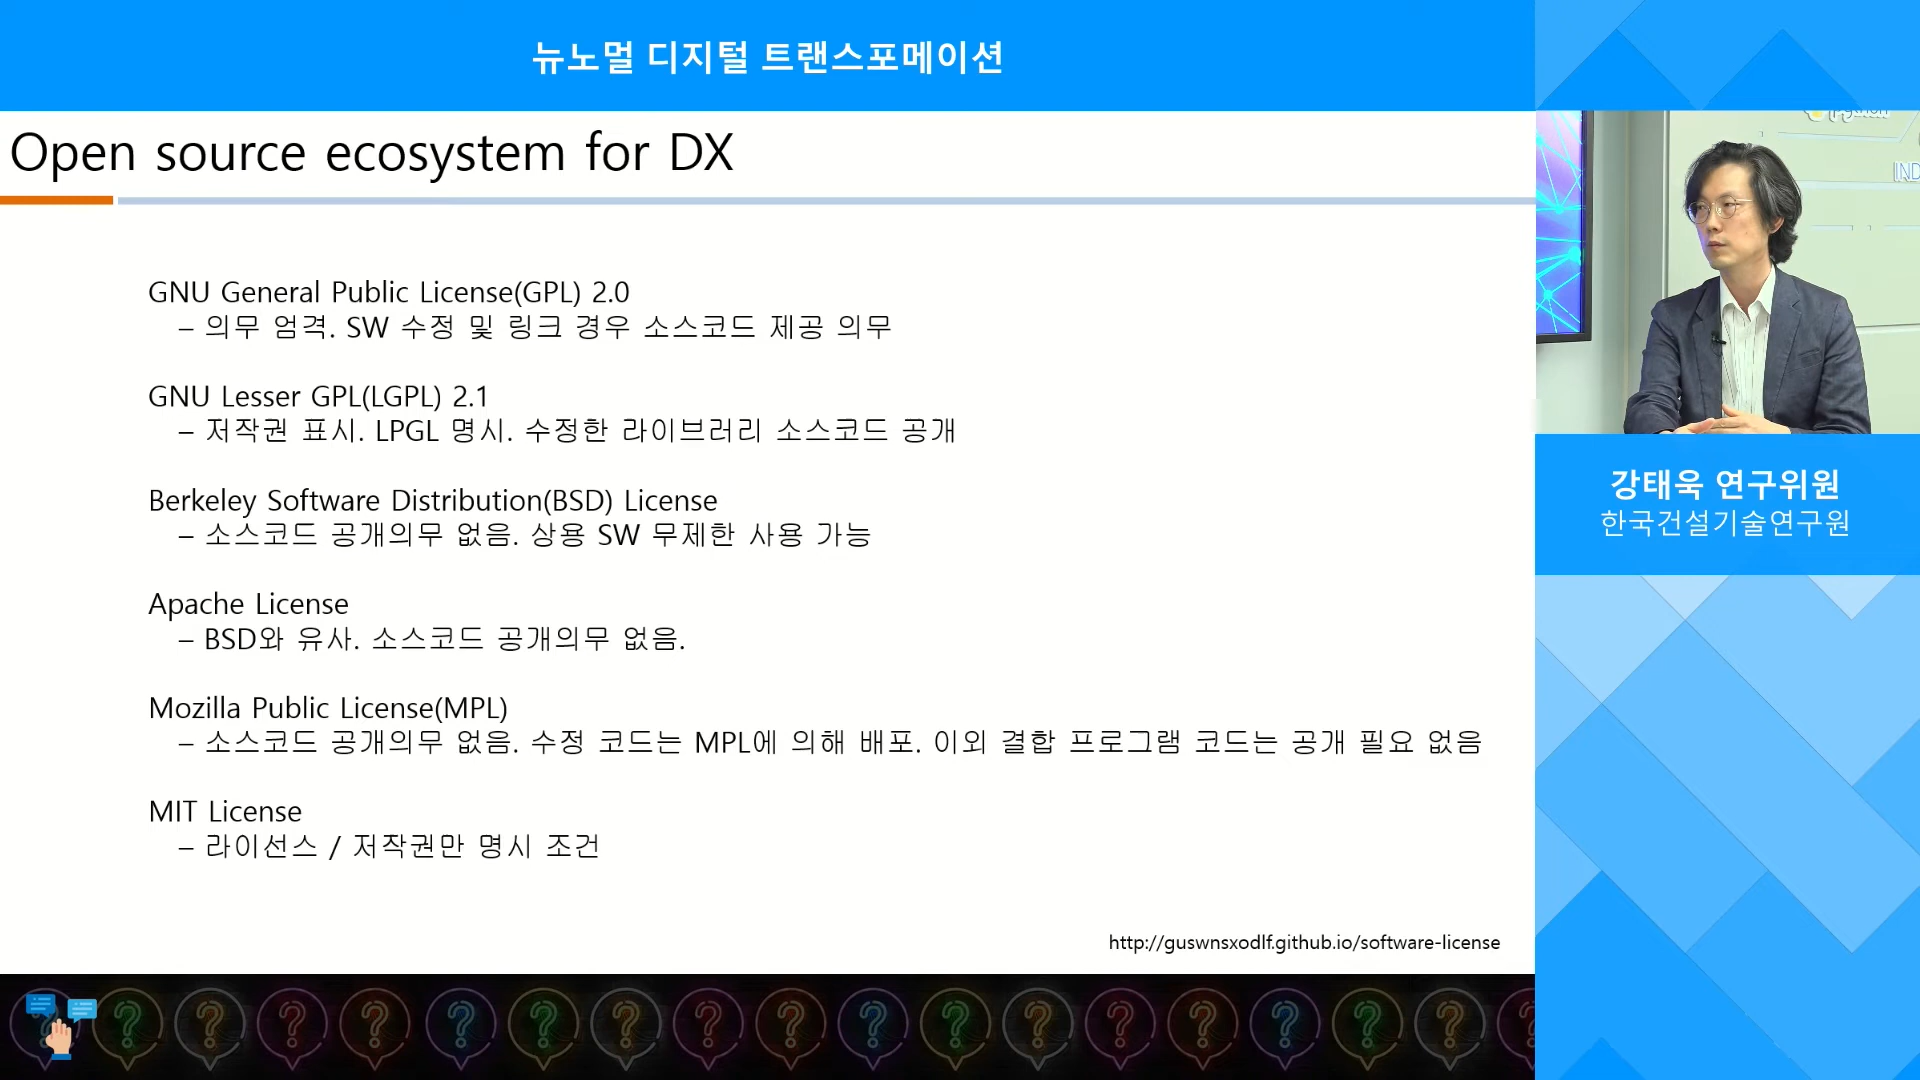 뉴노멀 디지털 트랜스포메이션
Open source ecosystem for DX
GNU General Public License(GPL) 2.0
– 의무 엄격. SW 수정 및 링크 경우 소스코드 제공 의무
GNU Lesser GPL(LGPL) 2.1
– 저작권 표시. LPGL 명시. 수정한 라이브러리 소스코드 공개
Berkeley Software Distribution(BSD) License
– 소스코드 공개의무 없음. 상용 SW 무제한 사용 가능
Apache License
– BSD와 유사. 소스코드 공개의무 없음.
Mozilla Public License(MPL)
– 소스코드 공개의무 없음. 수정 코드는 MPL에 의해 배포. 이외 결합 프로그램 코드는 공개 필요 없음
MIT License
– 라이선스 / 저작권만 명시 조건
http://guswnsxodlf.github.io/software-license
강태욱 연구위원
한국건설기술연구원